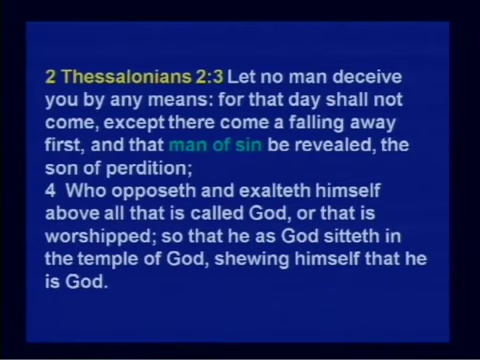 2 Thessalonians 2:3 Let no man deceive
you by any means: for that day shall not
come, except there come a falling away
first, and that man of sin be revealed, the
son of perdition;
4 Who opposeth and exalteth himself
above all that is called God, or that is
worshipped; so that he as God sitteth in
the temple of God, shewing himself that he
is God.